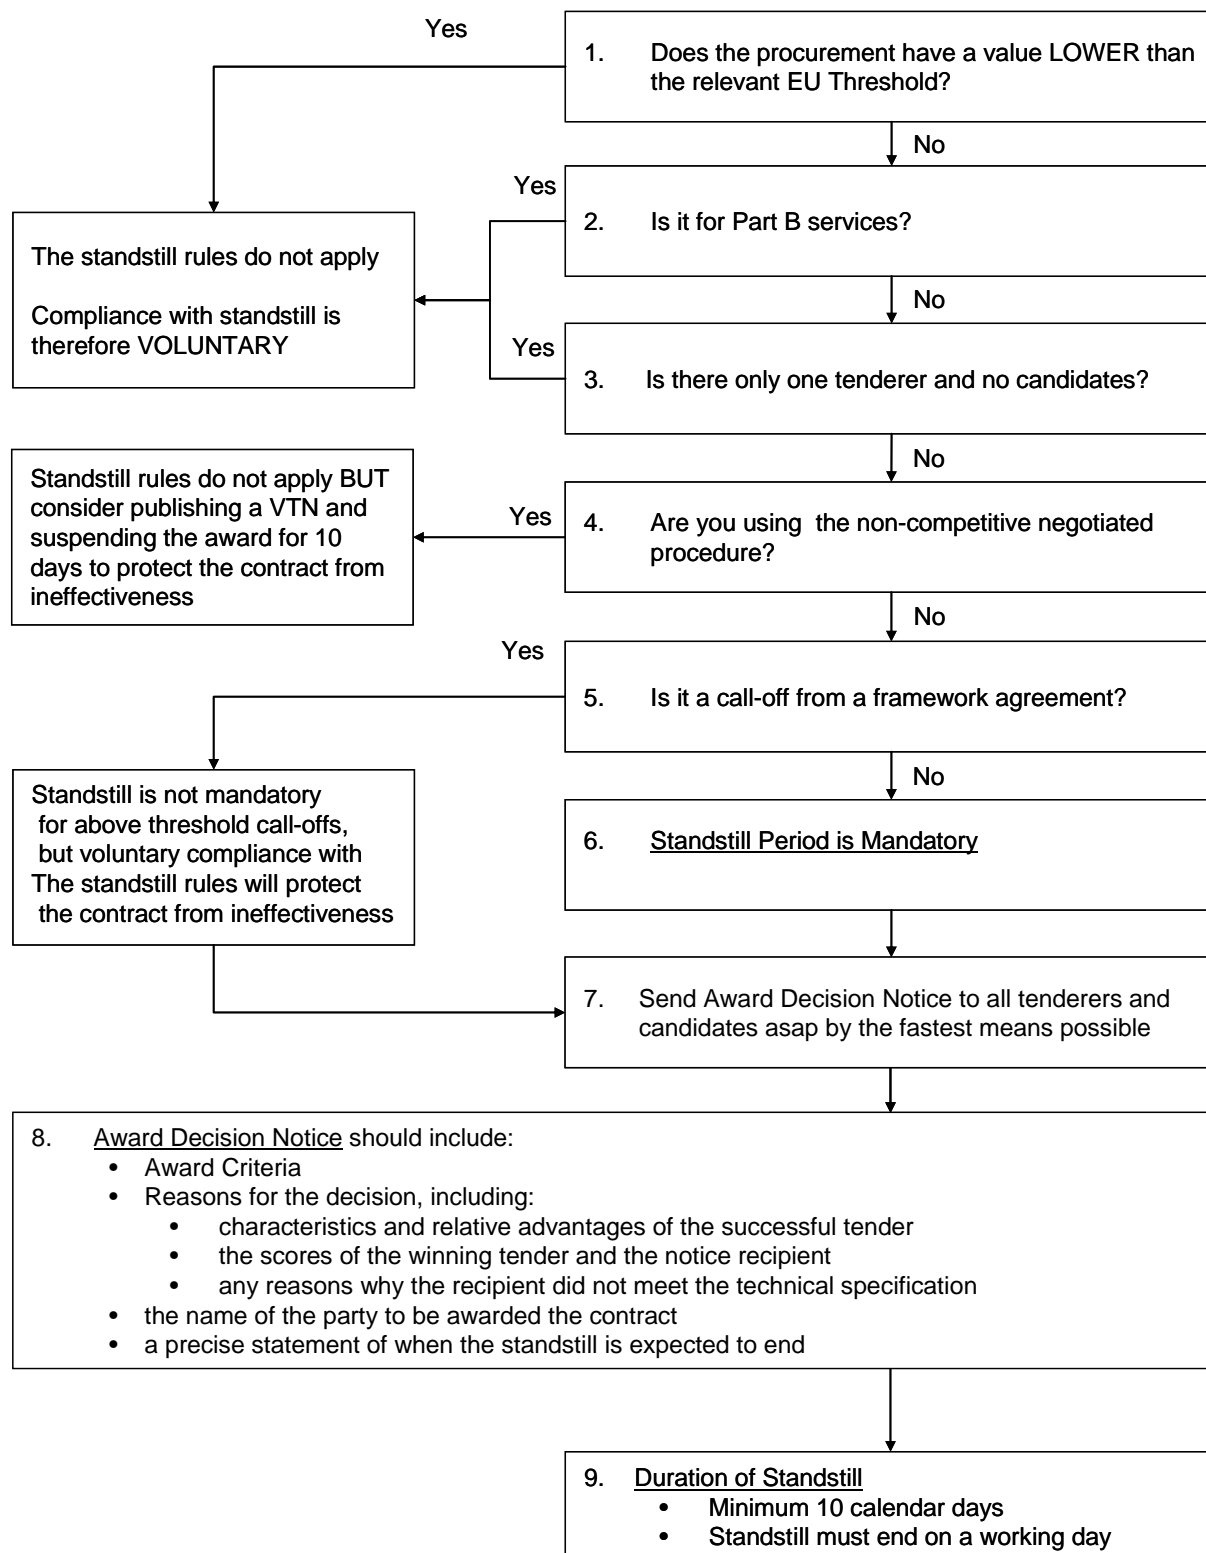 Yes
1. Does the procurement have a value LOWER than
the relevant EU Threshold?
No
Yes
2. Is it for Part B services?
The standstill rules do not apply
Compliance with standstill is
therefore VOLUNTARY
No
Yes
3. Is there only one tenderer and no candidates?
No
Standstill rules do not apply BUT
consider publishing a VTN and
suspending the award for 10
days to protect the contract from
ineffectiveness
Yes
4. Are you using the non-competitive negotiated
procedure?
No
Yes
5. Is it a call-off from a framework agreement?
No
Standstill is not mandatory
for above threshold call-offs,
but voluntary compliance with
The standstill rules will protect
the contract from ineffectiveness
6. Standstill Period is Mandatory
7. Send Award Decision Notice to all tenderers and
candidates asap by the fastest means possible
8. Award Decision Notice should include:
• Award Criteria
• Reasons for the decision, including:
• characteristics and relative advantages of the successful tender
• the scores of the winning tender and the notice recipient
• any reasons why the recipient did not meet the technical specification
• the name of the party to be awarded the contract
• a precise statement of when the standstill is expected to end
9. Duration of Standstill
• Minimum 10 calendar days
• Standstill must end on a working day